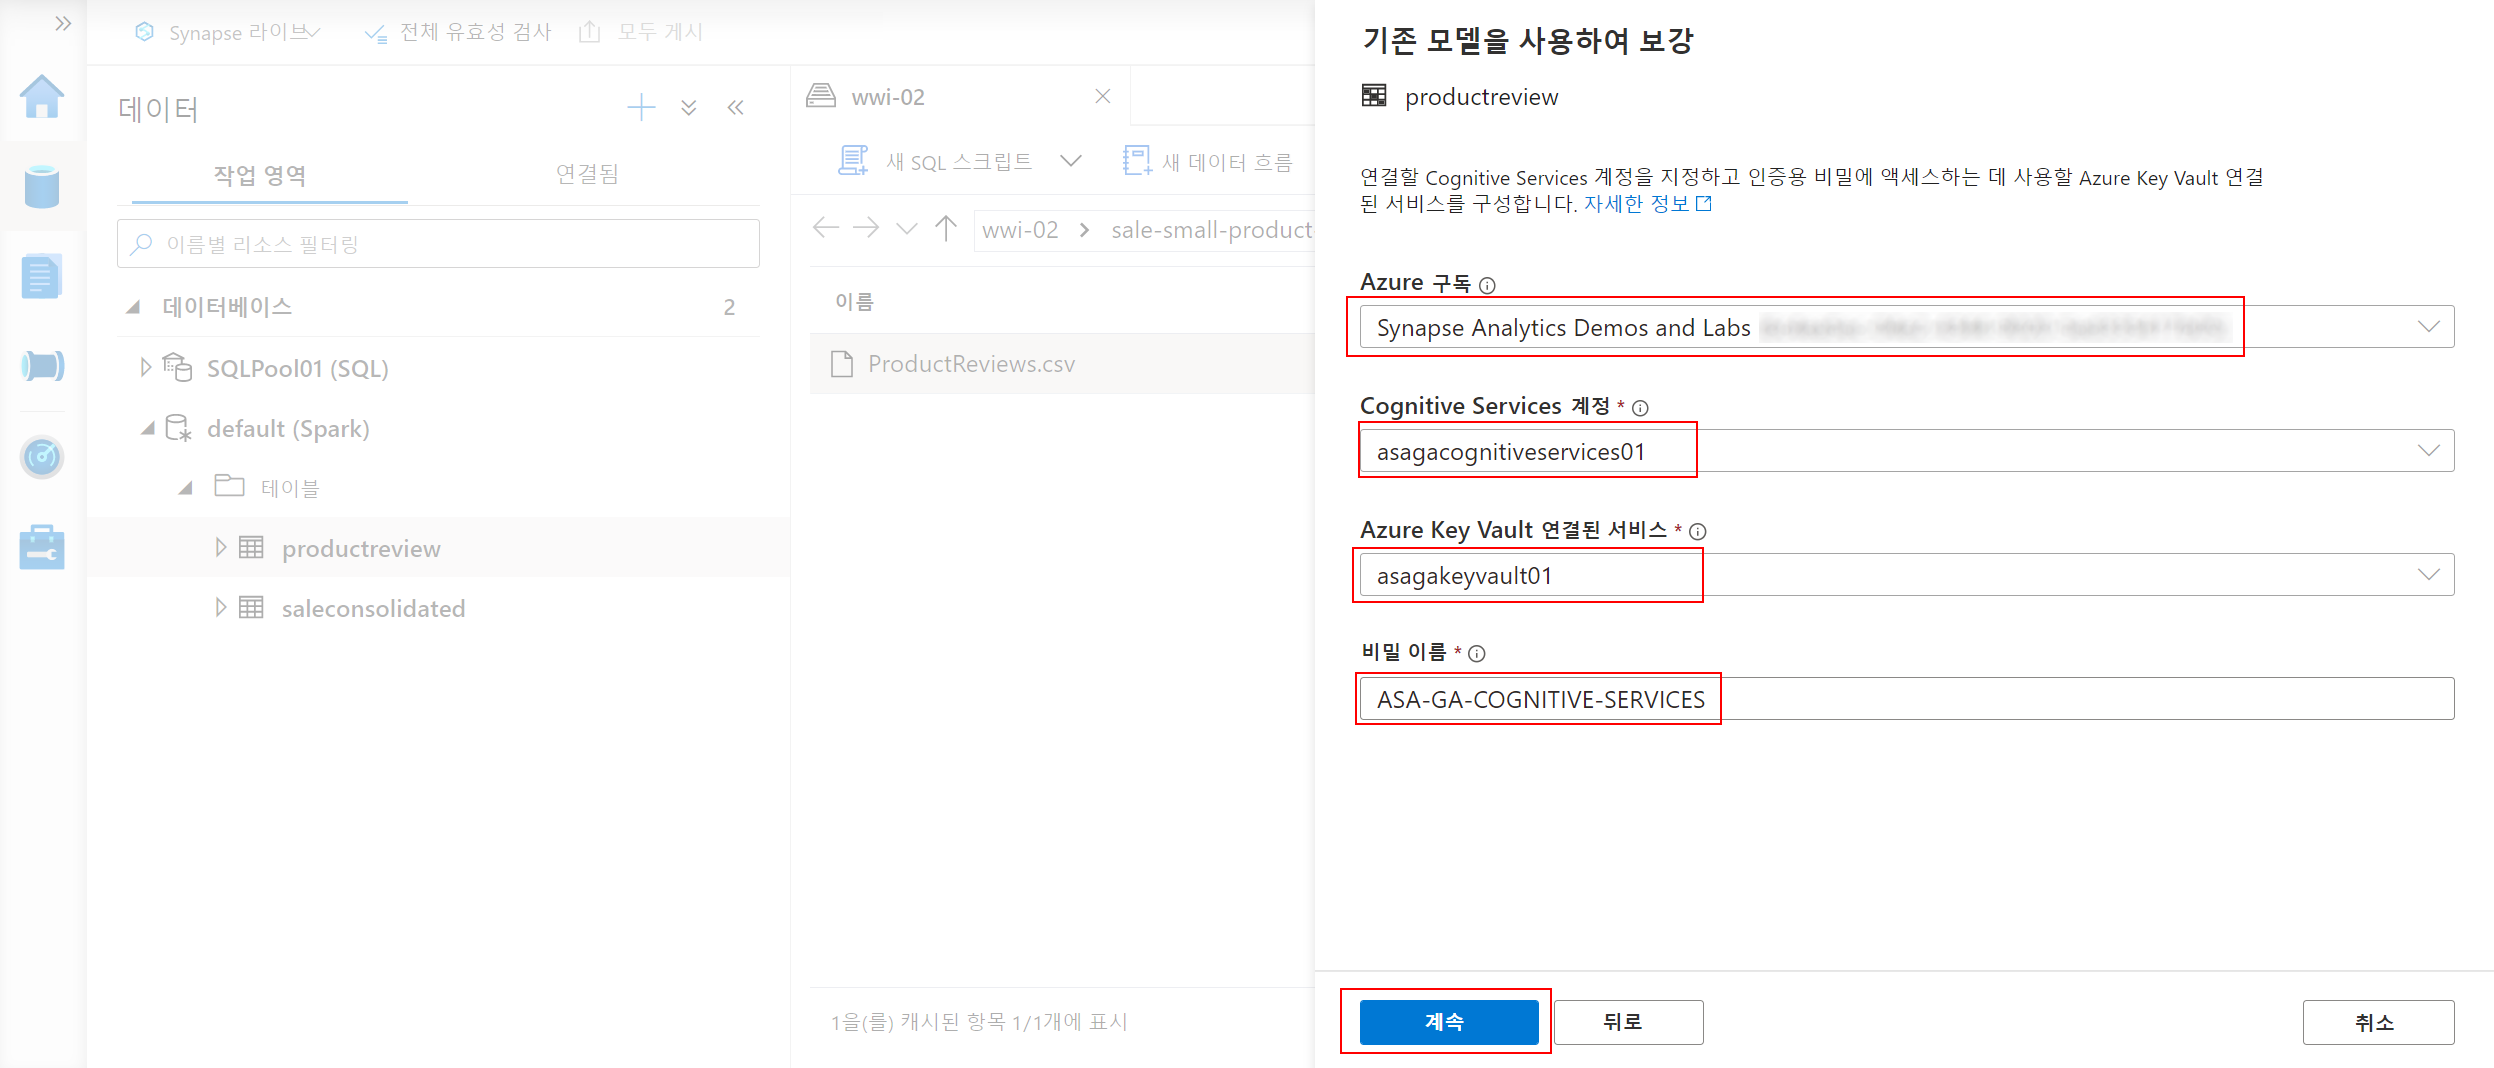 Synapse 라이브
전체 유효성 검사
모두 게시
데이터
작업 영역
연결됨
이름별 리소스 필터링
데이터베이스
2
SQLPool01 (SQL)
default (Spark)
테이블
productreview
saleconsolidated
wwi-02
새 SQL 스크립트
새 데이터 흐름
wwi-02
sale-small-product
이름
ProductReviews.csv
1을(를) 캐시된 항목 1/1개에 표시
기존 모델을 사용하여 보강
productreview
연결할 Cognitive Services 계정을 지정하고 인증용 비밀에 액세스하는 데 사용할 Azure Key Vault 연결
된 서비스를 구성합니다. 자세한 정보
Azure 구독
Synapse Analytics Demos and Labs
Cognitive Services 계정 *
asagacognitiveservices01
Azure Key Vault 연결된 서비스 *
asagakeyvault01
비밀 이름 *
ASA-GA-COGNITIVE-SERVICES
계속
뒤로
취소